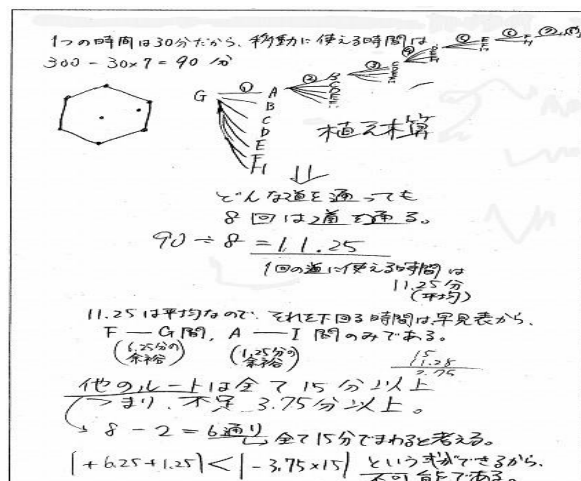 1つの時間は30分だから、移動に使える時間は
300 - 30×7 = 90 分
G ① A
B
C
D
E
F
H
② ③
植え木算
どんな道を通っても
8回は道を通る。
90 ÷ 8 = 11.25
1回の道に使える時間は
11.25分
(平均)
11.25は平均なので、それを下回る時間は、早見表から、
F — G間, A — I 間のみである。
(6.25分の余裕) (1.25分の余裕)
15
11.25
3.75
他のルートは全て15分以上
つまり、不足 3.75分以上。
8 - 2 = 6通り 全て15分でまわると考える。
|+6.25+1.25| < |-3.75×15| という式ができるから、
不可能である。